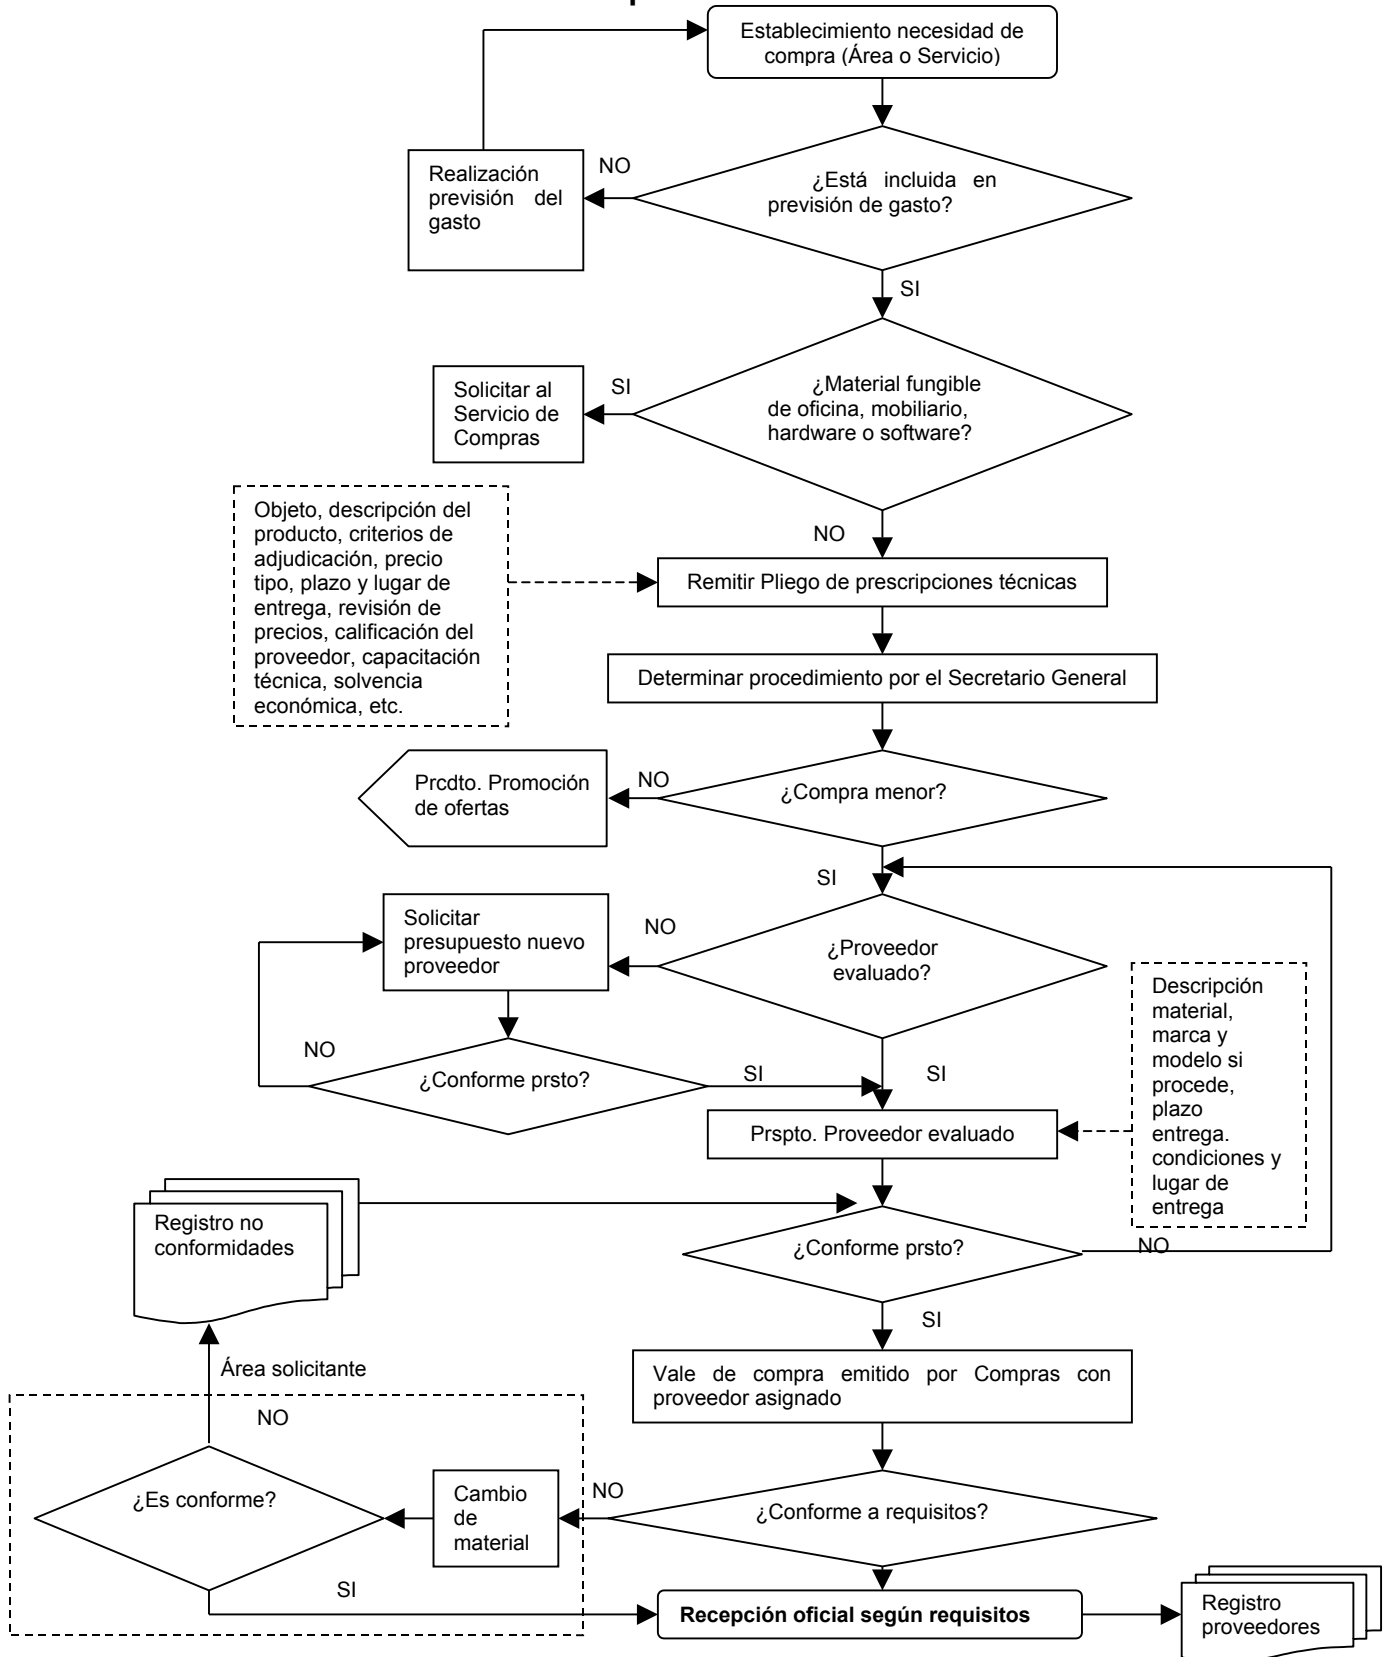 Establecimiento necesidad de
compra (Área o Servicio)
NO
Realización
previsión del
gasto
¿Está incluida en
previsión de gasto?
SI
Solicitar al
Servicio de
Compras
SI
¿Material fungible
de oficina, mobiliario,
hardware o software?
Objeto, descripción del
producto, criterios de
adjudicación, precio
tipo, plazo y lugar de
entrega, revisión de
precios, calificación del
proveedor, capacitación
técnica, solvencia
económica, etc.
NO
Remitir Pliego de prescripciones técnicas
Determinar procedimiento por el Secretario General
Prcdto. Promoción
de ofertas
NO
¿Compra menor?
SI
Solicitar
presupuesto nuevo
proveedor
NO
¿Proveedor
evaluado?
Descripción
material,
marca y
modelo si
procede,
plazo
entrega.
condiciones y
lugar de
entrega
NO
¿Conforme prsto?
SI
SI
Prspto. Proveedor evaluado
Registro no
conformidades
¿Conforme prsto?
NO
SI
Área solicitante
Vale de compra emitido por Compras con
proveedor asignado
NO
¿Es conforme?
Cambio
de
material
NO
¿Conforme a requisitos?
SI
Recepción oficial según requisitos
Registro
proveedores